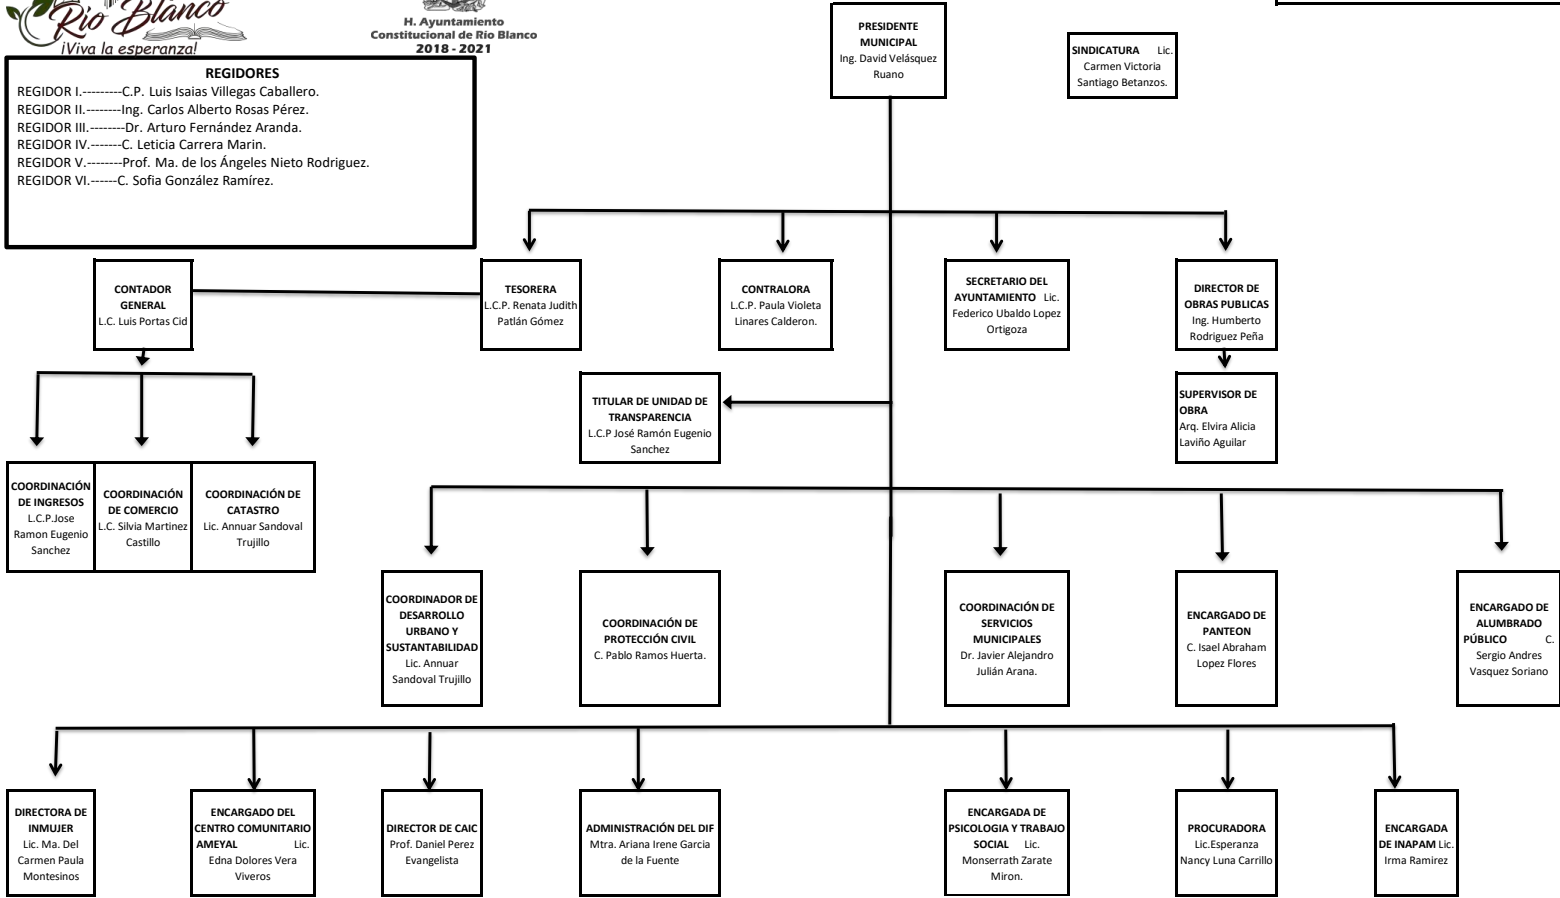 Río Blanco
¡Viva la esperanza!
H. Ayuntamiento
Constitucional de Río Blanco
2018 - 2021
REGIDORES
REGIDOR I.---------C.P. Luis Isaias Villegas Caballero.
REGIDOR II.--------Ing. Carlos Alberto Rosas Pérez.
REGIDOR III.--------Dr. Arturo Fernández Aranda.
REGIDOR IV.-------C. Leticia Carrera Marin.
REGIDOR V.--------Prof. Ma. de los Ángeles Nieto Rodriguez.
REGIDOR VI.------C. Sofia González Ramírez.
PRESIDENTE
MUNICIPAL
Ing. David Velásquez
Ruano
SINDICATURA Lic.
Carmen Victoria
Santiago Betanzos.
CONTADOR
GENERAL
L.C. Luis Portas Cid
TESORERA
L.C.P. Renata Judith
Patlán Gómez
CONTRALORA
L.C.P. Paula Violeta
Linares Calderon.
SECRETARIO DEL
AYUNTAMIENTO Lic.
Federico Ubaldo Lopez
Ortigoza
DIRECTOR DE
OBRAS PUBLICAS
Ing. Humberto
Rodriguez Peña
TITULAR DE UNIDAD DE
TRANSPARENCIA
L.C.P José Ramón Eugenio
Sanchez
SUPERVISOR DE
OBRA
Arq. Elvira Alicia
Laviño Aguilar
COORDINACIÓN
DE INGRESOS
L.C.P.Jose
Ramon Eugenio
Sanchez
COORDINACIÓN
DE COMERCIO
L.C. Silvia Martinez
Castillo
COORDINACIÓN DE
CATASTRO
Lic. Annuar Sandoval
Trujillo
COORDINADOR DE
DESARROLLO
URBANO Y
SUSTANTABILIDAD
Lic. Annuar
Sandoval Trujillo
COORDINACIÓN DE
PROTECCIÓN CIVIL
C. Pablo Ramos Huerta.
COORDINACIÓN DE
SERVICIOS
MUNICIPALES
Dr. Javier Alejandro
Julián Arana.
ENCARGADO DE
PANTEON
C. Isael Abraham
Lopez Flores
ENCARGADO DE
ALUMBRADO
PÚBLICO C.
Sergio Andres
Vasquez Soriano
DIRECTORA DE
INMUJER
Lic. Ma. Del
Carmen Paula
Montesinos
ENCARGADO DEL
CENTRO COMUNITARIO
AMEYAL Lic.
Edna Dolores Vera
Viveros
DIRECTOR DE CAIC
Prof. Daniel Perez
Evangelista
ADMINISTRACIÓN DEL DIF
Mtra. Ariana Irene Garcia
de la Fuente
ENCARGADA DE
PSICOLOGIA Y TRABAJO
SOCIAL Lic.
Monserrath Zarate
Miron.
PROCURADORA
Lic.Esperanza
Nancy Luna Carrillo
ENCARGADA
DE INAPAM Lic.
Irma Ramirez